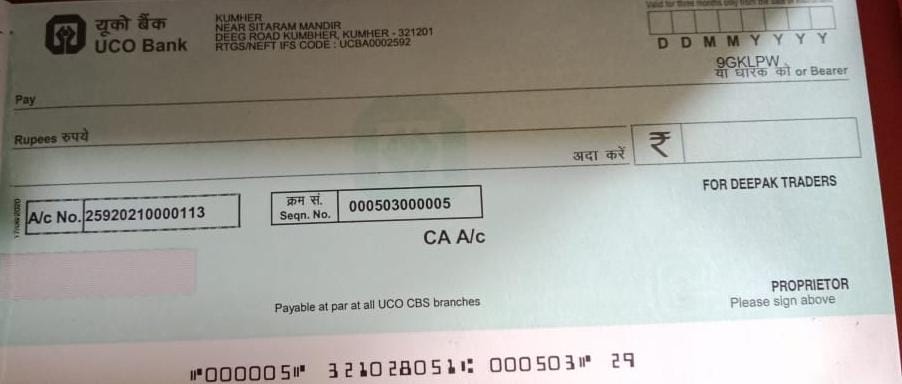 यूको बैंक
UCO Bank
KUMHER
NEAR SITARAM MANDIR
DEEG ROAD KUMBHER, KUMHER - 321201
RTGS/NEFT IFS CODE : UCBA0002592
Valid for three months only from the date of
D D M M Y Y Y Y
9GKLPW
या धारक को or Bearer
Pay
Rupees रुपये
अदा करें ₹
FOR DEEPAK TRADERS
17/06/2020
A/c No. 25920210000113
क्रम सं.
Seqn. No. 000503000005
CA A/c
PROPRIETOR
Please sign above
Payable at par at all UCO CBS branches
⑈000005⑈ 321028051⑆ 000503⑈ 29